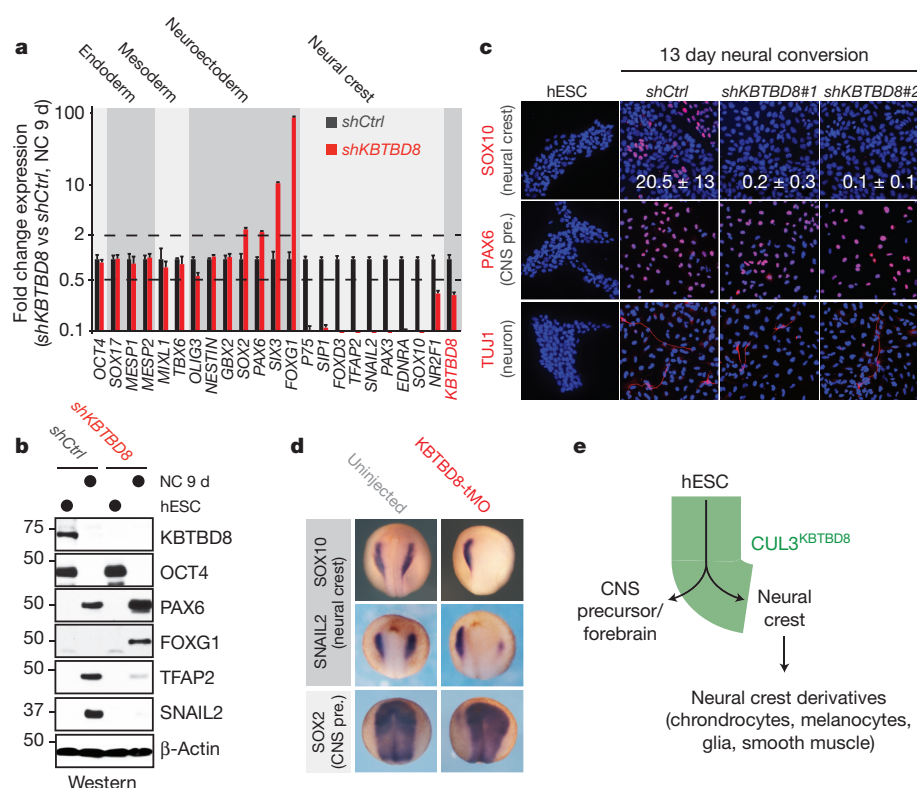 a
Endoderm
Mesoderm
Neuroectoderm
Neural crest
Fold change expression
(shKBTBD8 vs shCtrl, NC 9 d)
100
10
2
0.5
0.1
shCtrl
shKBTBD8
OCT4
SOX17
MESP1
MESP2
MIXL1
TBX6
OLIG3
NESTIN
GBX2
SOX2
PAX6
SIX3
FOXG1
P75
SIP1
FOXD3
TFAP2
SNAIL2
PAX3
EDNRA
SOX10
NR2F1
KBTBD8
b
shCtrl
shKBTBD8
NC 9 d
hESC
75
KBTBD8
50
OCT4
50
PAX6
50
FOXG1
50
TFAP2
37
SNAIL2
50
β-Actin
Western
c
13 day neural conversion
hESC
shCtrl
shKBTBD8#1
shKBTBD8#2
SOX10
(neural crest)
20.5 ± 13
0.2 ± 0.3
0.1 ± 0.1
PAX6
(CNS pre.)
TUJ1
(neuron)
d
Uninjected
KBTBD8-tMO
SOX10
(neural crest)
SNAIL2
(neural crest)
SOX2
(CNS pre.)
e
hESC
CUL3KBTBD8
CNS
precursor/
forebrain
Neural
crest
Neural crest derivatives
(chrondrocytes, melanocytes,
glia, smooth muscle)